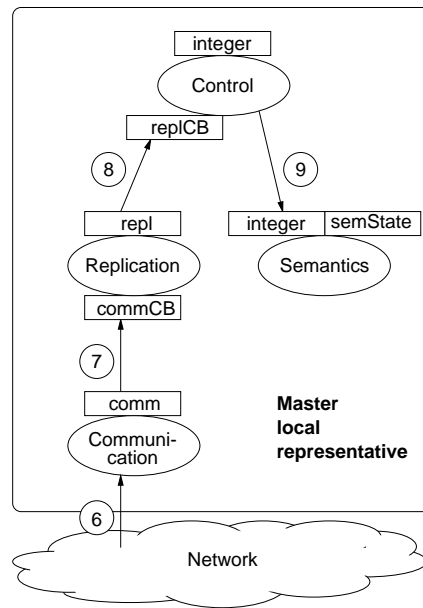 integer
Control
replCB
8
9
repl
integer
semState
Replication
Semantics
commCB
7
comm
Communi-
cation
Master
local
representative
6
Network